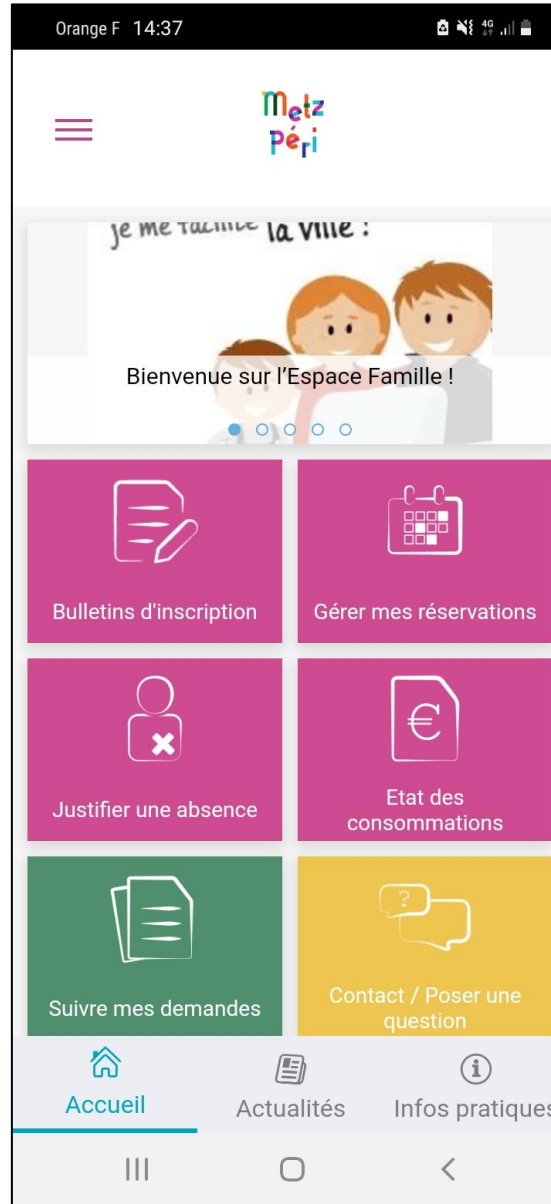 Orange F 14:37
4G
Metz
Péri
je me facilite la ville !
Bienvenue sur l'Espace Famille !
Bulletins d'inscription
Gérer mes réservations
Justifier une absence
Etat des
consommations
Suivre mes demandes
Contact / Poser une
question
Accueil
Actualités
Infos pratiques